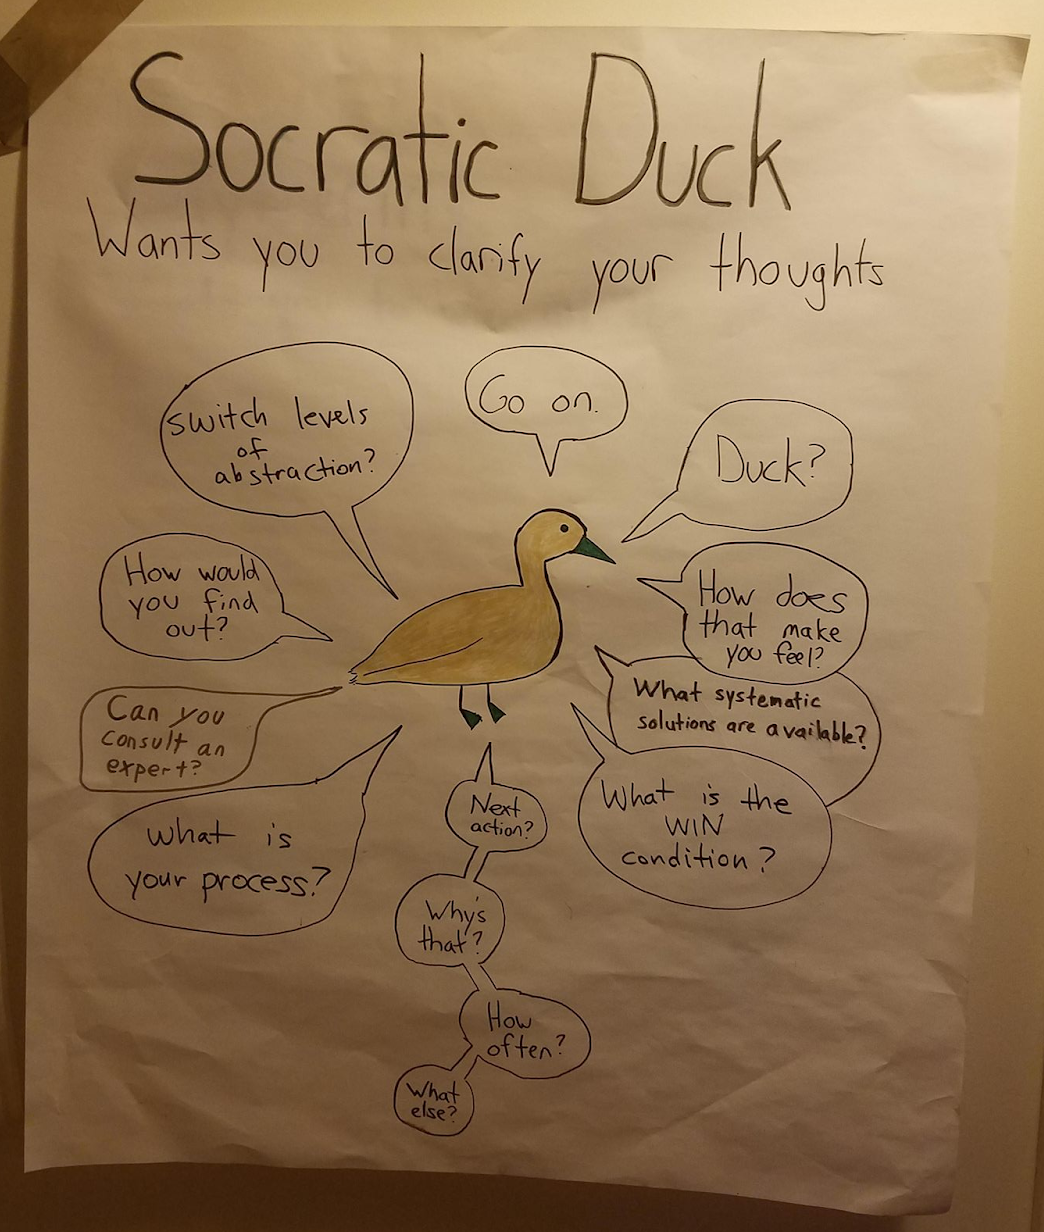 Socratic Duck
Wants you to clarify your thoughts
switch levels
of
abstraction?
Go on.
Duck?
How would
you find
out?
How does
that make
you feel?
Can you
consult an
expert?
What systematic
solutions are available?
What is
your process?
What is the
WIN
condition?
Next
action?
Why's
that?
How
often?
What
else?